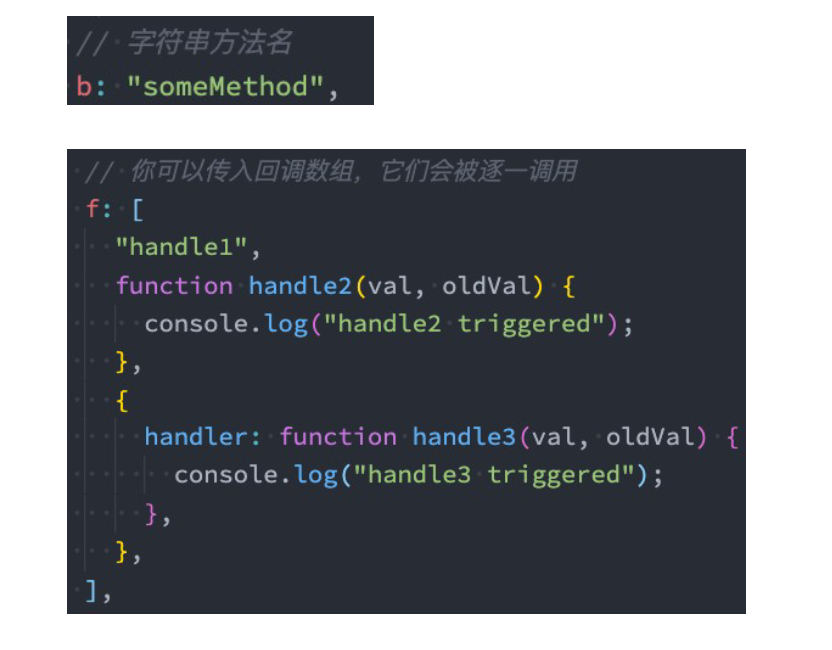 // 字符串方法名
b: "someMethod",
// 你可以传入回调数组，它们会被逐一调用
f: [
"handle1",
function handle2(val, oldVal) {
console.log("handle2 triggered");
},
{
handler: function handle3(val, oldVal) {
console.log("handle3 triggered");
},
},
],